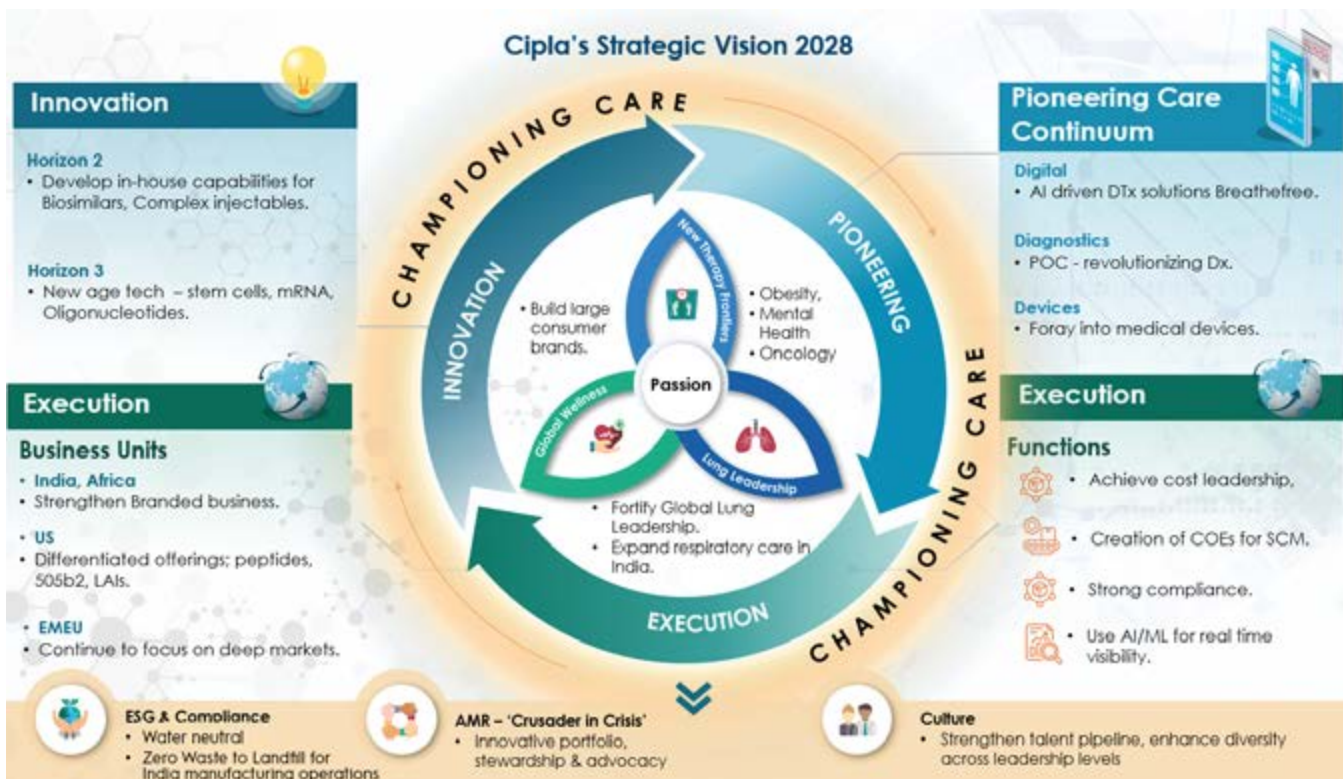 Cipla's Strategic Vision 2028
Innovation
Horizon 2
• Develop in-house capabilities for
Biosimilars, Complex injectables.
Horizon 3
• New age tech – stem cells, mRNA,
Oligonucleotides.
Execution
Business Units
• India, Africa
• Strengthen Branded business.
• US
• Differentiated offerings; peptides,
505b2, LAIs.
• EMEU
• Continue to focus on deep markets.
CHAMPIONING CARE
INNOVATION
PIONEERING
EXECUTION
CHAMPIONING CARE
New Therapy Frontiers
• Build large
consumer
brands.
• Obesity,
• Mental
Health
• Oncology
Passion
Global Wellness
Lung Leadership
• Fortify Global Lung
Leadership.
• Expand respiratory care in
India.
Pioneering Care
Continuum
Digital
• AI driven DTx solutions Breathefree.
Diagnostics
• POC - revolutionizing Dx.
Devices
• Foray into medical devices.
Execution
Functions
• Achieve cost leadership.
• Creation of COEs for SCM.
• Strong compliance.
• Use AI/ML for real time
visibility.
ESG & Compliance
• Water neutral
• Zero Waste to Landfill for
India manufacturing operations
AMR – 'Crusader in Crisis'
• Innovative portfolio,
stewardship & advocacy
Culture
• Strengthen talent pipeline, enhance diversity
across leadership levels